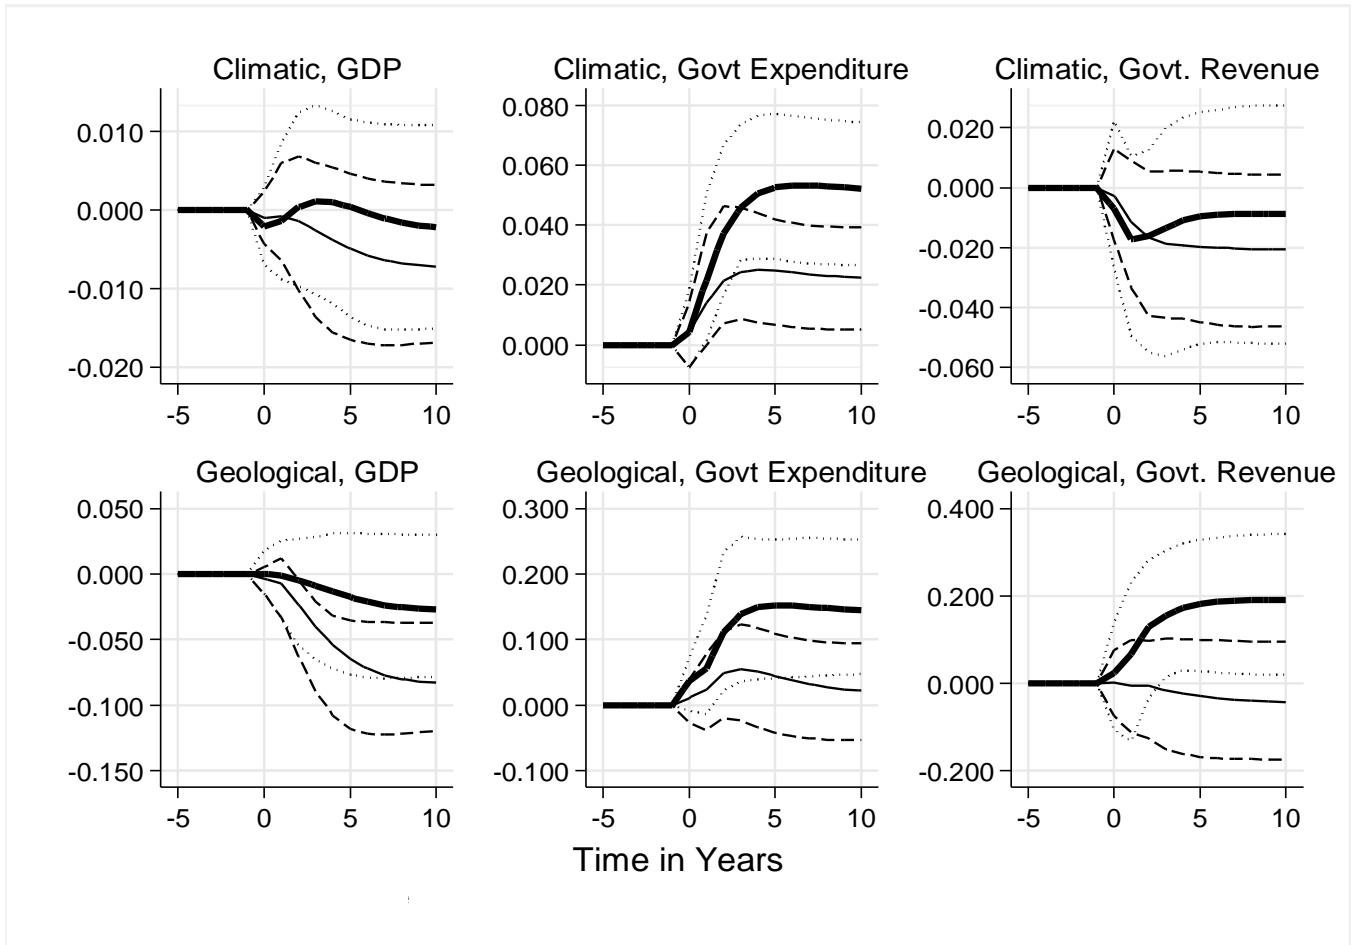 Climatic, GDP
0.010
0.000
-0.010
-0.020
-5 0 5 10
Climatic, Govt Expenditure
0.080
0.060
0.040
0.020
0.000
-5 0 5 10
Climatic, Govt. Revenue
0.020
0.000
-0.020
-0.040
-0.060
-5 0 5 10
Geological, GDP
0.050
0.000
-0.050
-0.100
-0.150
-5 0 5 10
Geological, Govt Expenditure
0.300
0.200
0.100
0.000
-0.100
-5 0 5 10
Geological, Govt. Revenue
0.400
0.200
0.000
-0.200
-5 0 5 10
Time in Years